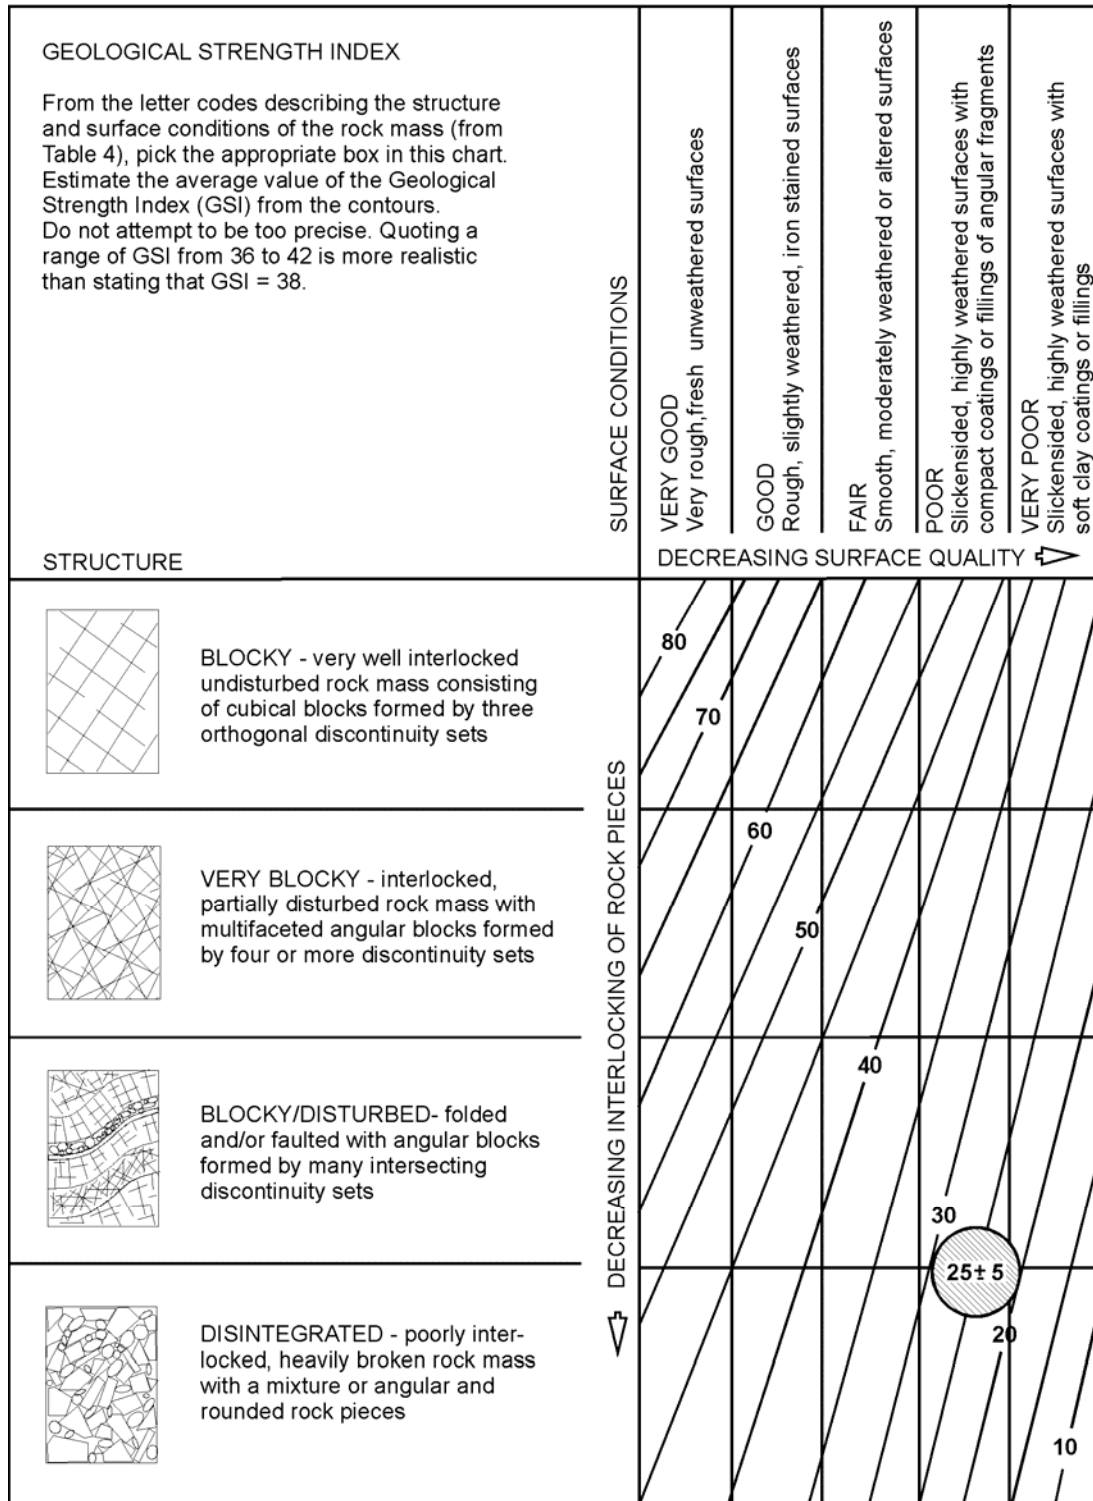 GEOLOGICAL STRENGTH INDEX
From the letter codes describing the structure
and surface conditions of the rock mass (from
Table 4), pick the appropriate box in this chart.
Estimate the average value of the Geological
Strength Index (GSI) from the contours.
Do not attempt to be too precise. Quoting a
range of GSI from 36 to 42 is more realistic
than stating that GSI = 38.
SURFACE CONDITIONS
VERY GOOD
Very rough,fresh unweathered surfaces
GOOD
Rough, slightly weathered, iron stained surfaces
FAIR
Smooth, moderately weathered or altered surfaces
POOR
Slickensided, highly weathered surfaces with
compact coatings or fillings of angular fragments
VERY POOR
Slickensided, highly weathered surfaces with
soft clay coatings or fillings
STRUCTURE
DECREASING SURFACE QUALITY
BLOCKY - very well interlocked
undisturbed rock mass consisting
of cubical blocks formed by three
orthogonal discontinuity sets
VERY BLOCKY - interlocked,
partially disturbed rock mass with
multifaceted angular blocks formed
by four or more discontinuity sets
BLOCKY/DISTURBED- folded
and/or faulted with angular blocks
formed by many intersecting
discontinuity sets
DISINTEGRATED - poorly inter-
locked, heavily broken rock mass
with a mixture or angular and
rounded rock pieces
DECREASING INTERLOCKING OF ROCK PIECES
80
70
60
50
40
30
25± 5
20
10